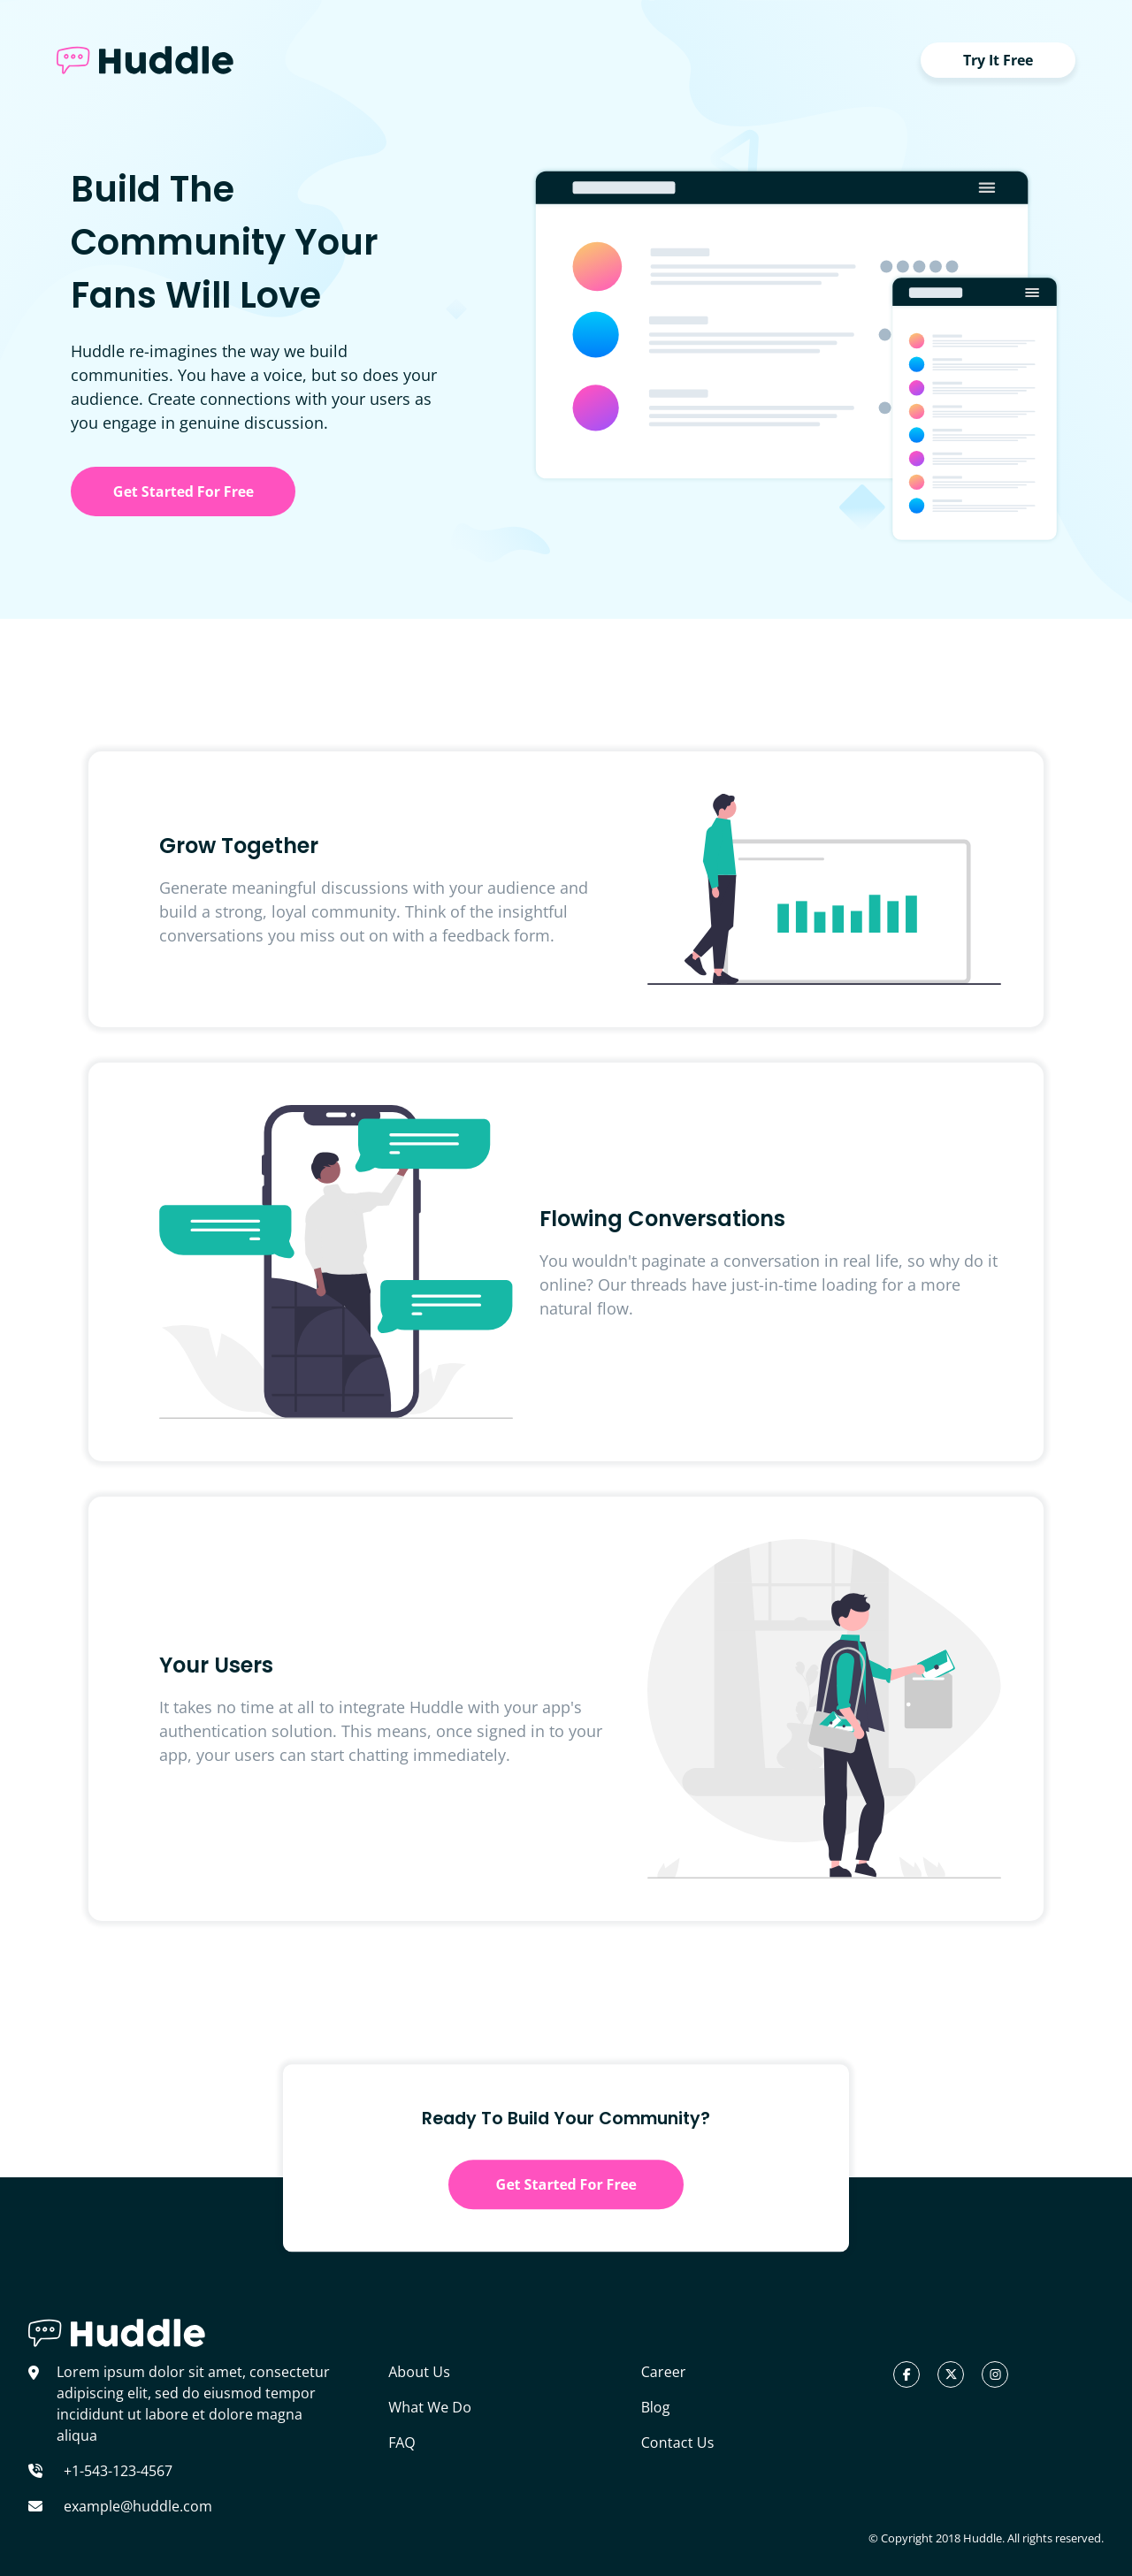 Huddle
Try It Free
Build The
Community Your
Fans Will Love
Huddle re-imagines the way we build
communities. You have a voice, but so does your
audience. Create connections with your users as
you engage in genuine discussion.
Get Started For Free
Grow Together
Generate meaningful discussions with your audience and
build a strong, loyal community. Think of the insightful
conversations you miss out on with a feedback form.
Flowing Conversations
You wouldn't paginate a conversation in real life, so why do it
online? Our threads have just-in-time loading for a more
natural flow.
Your Users
It takes no time at all to integrate Huddle with your app's
authentication solution. This means, once signed in to your
app, your users can start chatting immediately.
Ready To Build Your Community?
Get Started For Free
Huddle
Lorem ipsum dolor sit amet, consectetur
adipiscing elit, sed do eiusmod tempor
incididunt ut labore et dolore magna
aliqua
+1-543-123-4567
example@huddle.com
About Us
What We Do
FAQ
Career
Blog
Contact Us
© Copyright 2018 Huddle. All rights reserved.